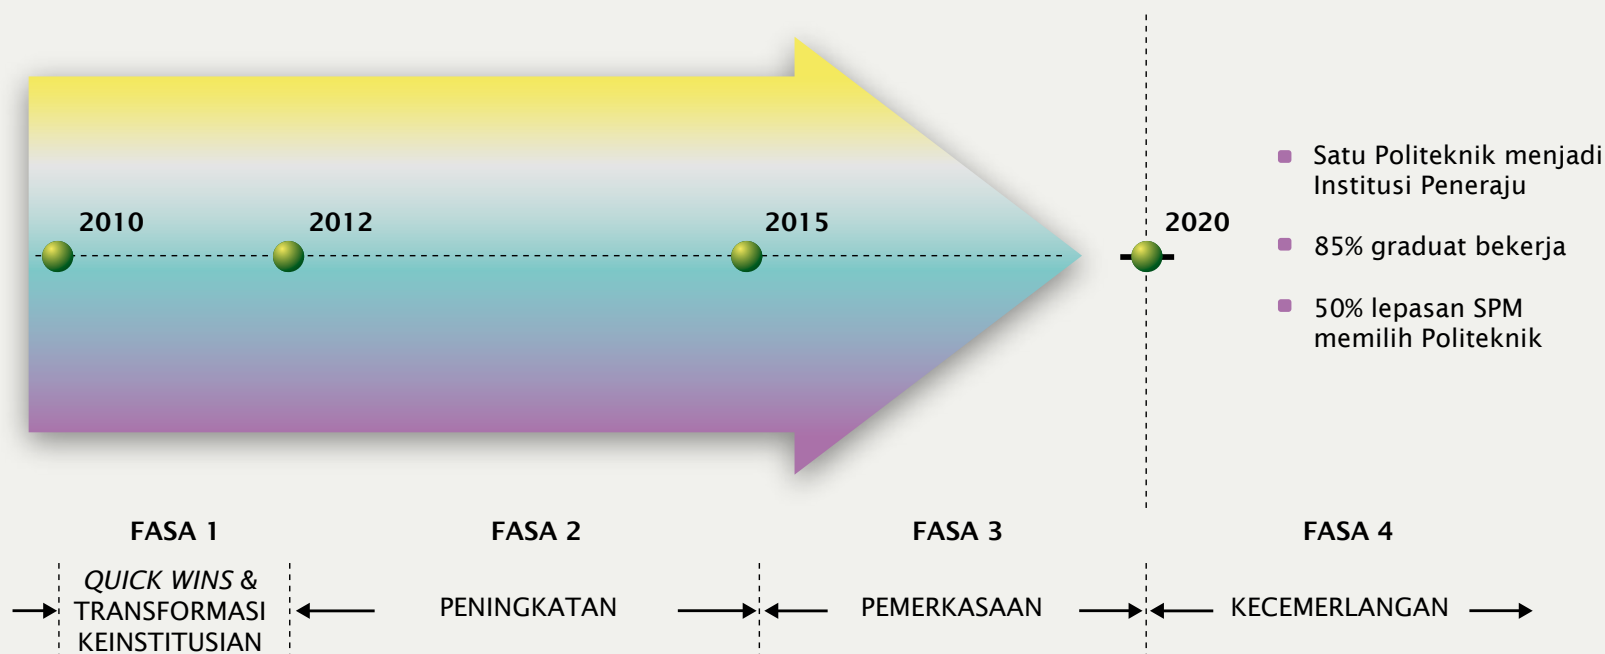 2010
2012
2015
2020
Satu Politeknik menjadi
Institusi Peneraju
85% graduat bekerja
50% lepasan SPM
memilih Politeknik
FASA 1
FASA 2
FASA 3
FASA 4
QUICK WINS &
TRANSFORMASI
KEINSTITUSIAN
PENINGKATAN
PEMERKASAAN
KECEMERLANGAN